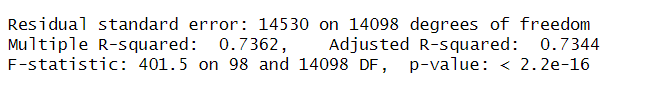 Residual standard error: 14530 on 14098 degrees of freedom
Multiple R-squared:  0.7362,    Adjusted R-squared:  0.7344
F-statistic: 401.5 on 98 and 14098 DF,  p-value: < 2.2e-16